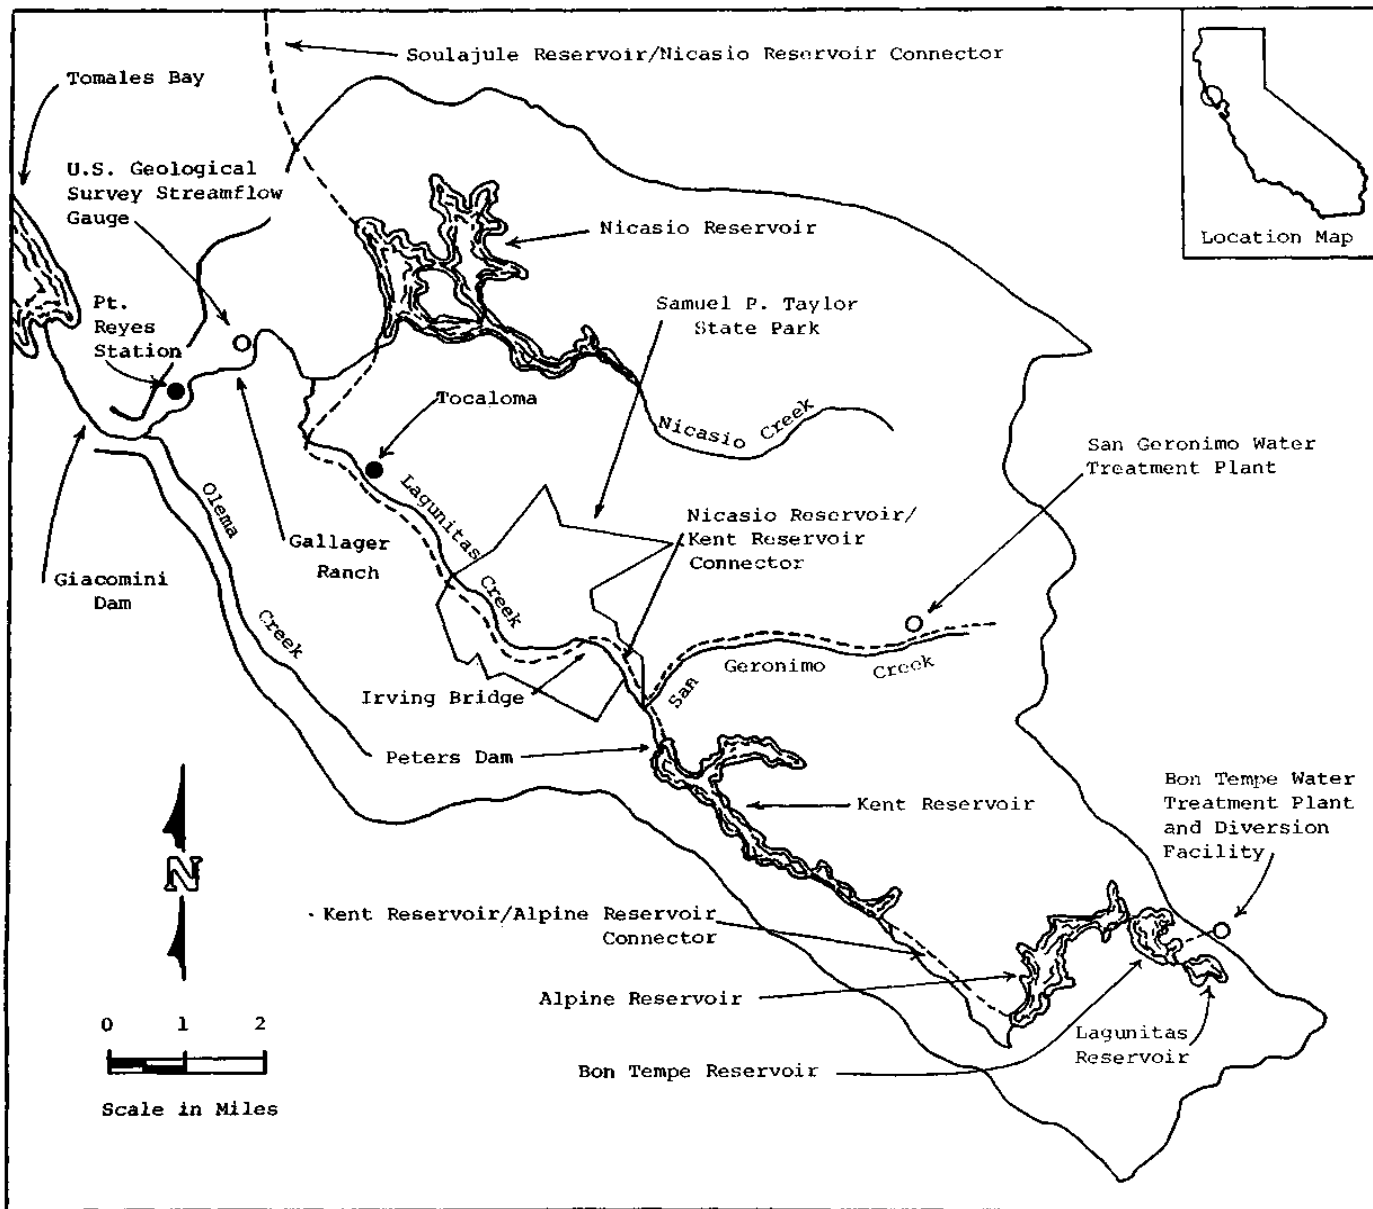 Soulajule Reservoir/Nicasio Reservoir Connector
Tomales Bay
Location Map
U.S. Geological
Survey Streamflow
Gauge
Nicasio Reservoir
Pt.
Reyes
Station
Samuel P. Taylor
State Park
Tocaloma
Nicasio Creek
San Geronimo Water
Treatment Plant
Lagunitas Creek
Olema Creek
Gallager
Ranch
Nicasio Reservoir/
Kent Reservoir
Connector
Giacomini
Dam
San Geronimo Creek
Irving Bridge
Peters Dam
Kent Reservoir
Bon Tempe Water
Treatment Plant
and Diversion
Facility
N
Kent Reservoir/Alpine Reservoir
Connector
Alpine Reservoir
Lagunitas
Reservoir
Bon Tempe Reservoir
0 1 2
Scale in Miles